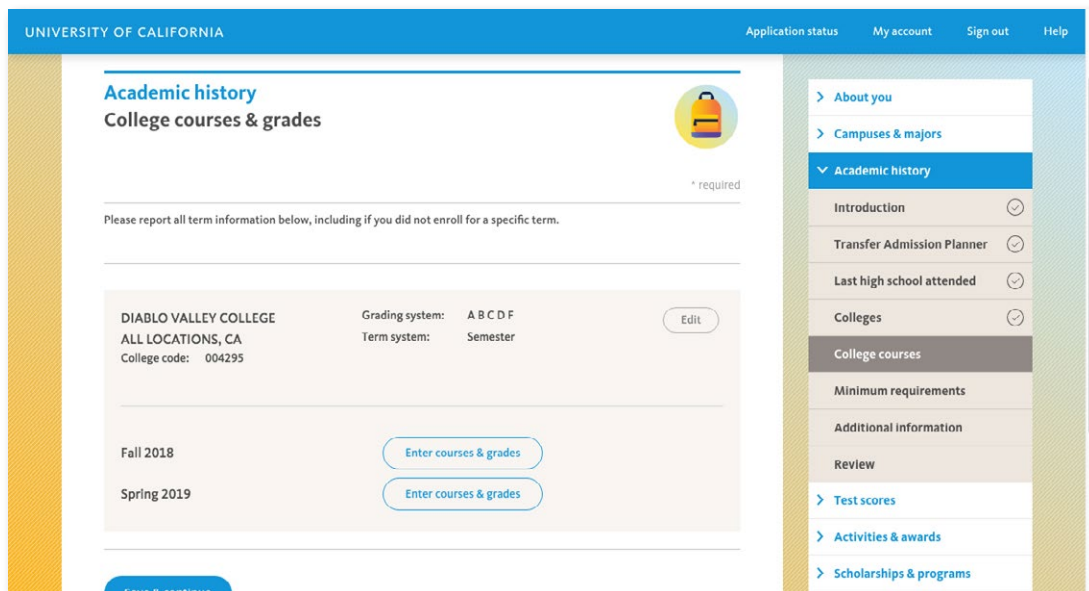 UNIVERSITY OF CALIFORNIA
Application status My account Sign out Help
Academic history
College courses & grades
* required
Please report all term information below, including if you did not enroll for a specific term.
DIABLO VALLEY COLLEGE
ALL LOCATIONS, CA
College code: 004295
Grading system: A B C D F
Term system: Semester
Edit
Fall 2018 Enter courses & grades
Spring 2019 Enter courses & grades
Save & continue
About you
Campuses & majors
Academic history
Introduction
Transfer Admission Planner
Last high school attended
Colleges
College courses
Minimum requirements
Additional information
Review
Test scores
Activities & awards
Scholarships & programs